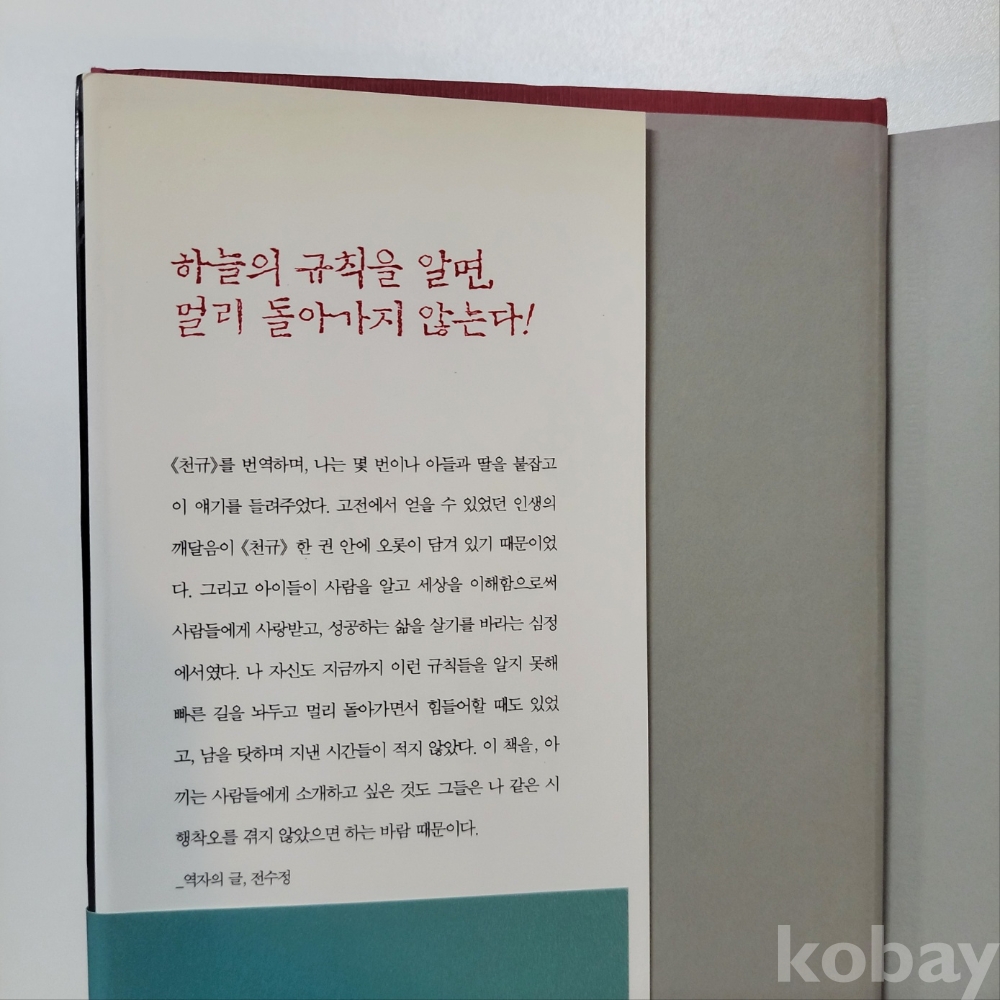 하늘의 규칙을 알면,
멀리 돌아가지 않는다!
《천규》를 번역하며, 나는 몇 번이나 아들과 딸을 붙잡고
이 얘기를 들려주었다. 고전에서 얻을 수 있었던 인생의
깨달음이 《천규》 한 권 안에 오롯이 담겨 있기 때문이었
다. 그리고 아이들이 사람을 알고 세상을 이해함으로써
사람들에게 사랑받고, 성공하는 삶을 살기를 바라는 심정
에서였다. 나 자신도 지금까지 이런 규칙들을 알지 못해
빠른 길을 놔두고 멀리 돌아가면서 힘들어할 때도 있었
고, 남을 탓하며 지낸 시간들이 적지 않았다. 이 책을, 아
끼는 사람들에게 소개하고 싶은 것도 그들은 나 같은 시
행착오를 겪지 않았으면 하는 바람 때문이다.
_역자의 글, 전수정
kobay